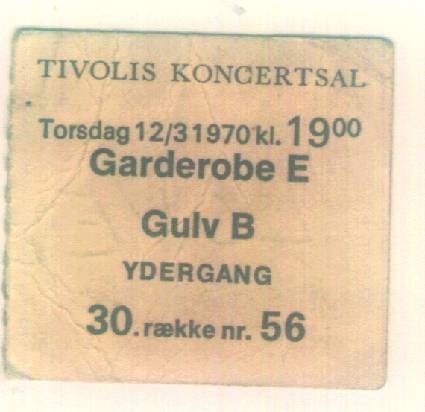 TIVOLIS KONCERTSAL
Torsdag 12/3 1970 kl. 19⁰⁰
Garderobe E
Gulv B
YDERGANG
30. række nr. 56